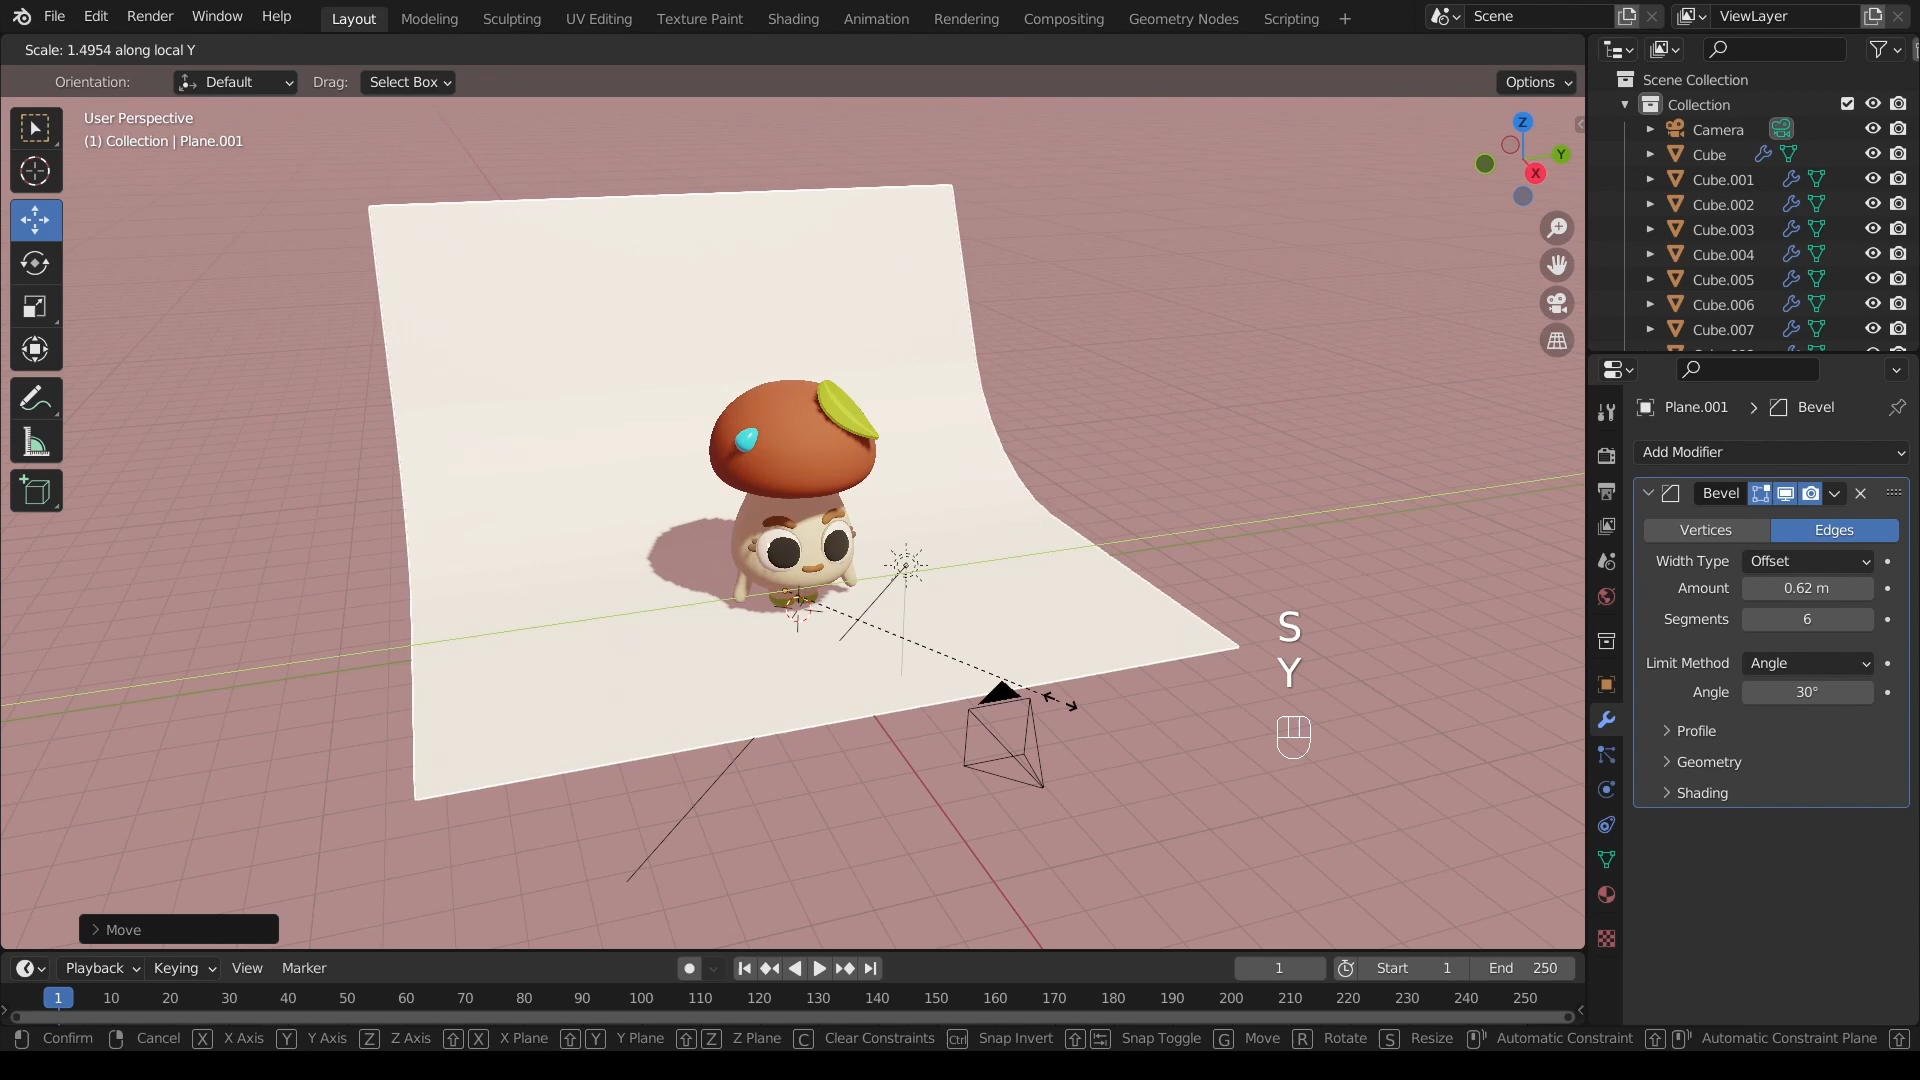 File Edit Render Window Help Layout Modeling Sculpting UV Editing Texture Paint Shading Animation Rendering Compositing Geometry Nodes Scripting + Scene ViewLayer
Scale: 1.4954 along local Y
Orientation: Default Drag: Select Box Options
User Perspective
(1) Collection | Plane.001
Z
Y
X
Scene Collection
Collection
Camera
Cube
Cube.001
Cube.002
Cube.003
Cube.004
Cube.005
Cube.006
Cube.007
Plane.001 > Bevel
Add Modifier
Bevel
Vertices Edges
Width Type Offset
Amount 0.62 m
Segments 6
Limit Method Angle
Angle 30°
Profile
Geometry
Shading
S
Y
Move
Playback Keying View Marker 1 Start 1 End 250
1 10 20 30 40 50 60 70 80 90 100 110 120 130 140 150 160 170 180 190 200 210 220 230 240 250
Confirm Cancel X X Axis Y Y Axis Z Z Axis X X Plane Y Y Plane Z Z Plane C Clear Constraints Ctrl Snap Invert Snap Toggle G Move R Rotate S Resize Automatic Constraint Automatic Constraint Plane